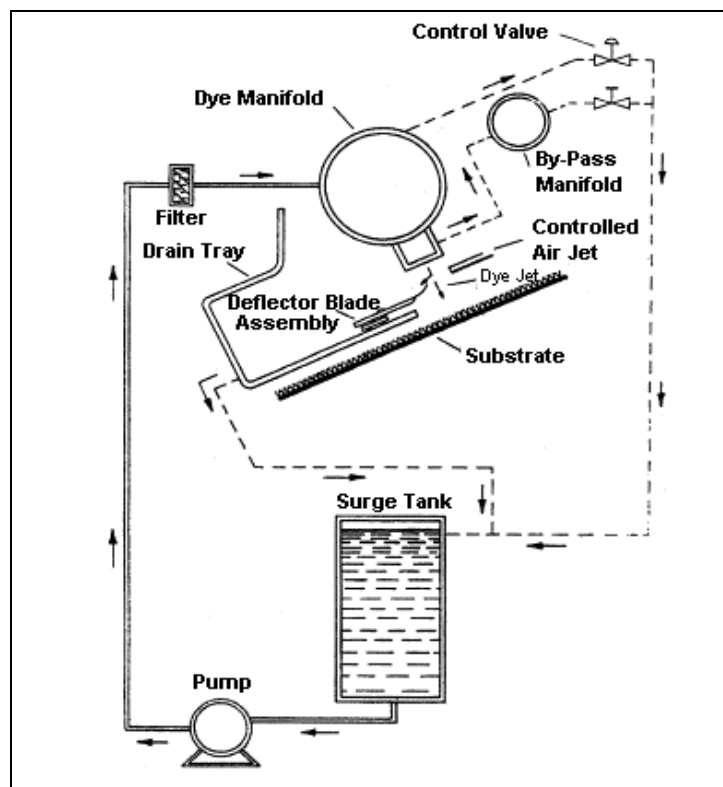 Control Valve
Dye Manifold
By-Pass
Manifold
Filter
Drain Tray
Controlled
Air Jet
Dye Jet
Deflector Blade
Assembly
Substrate
Surge Tank
Pump